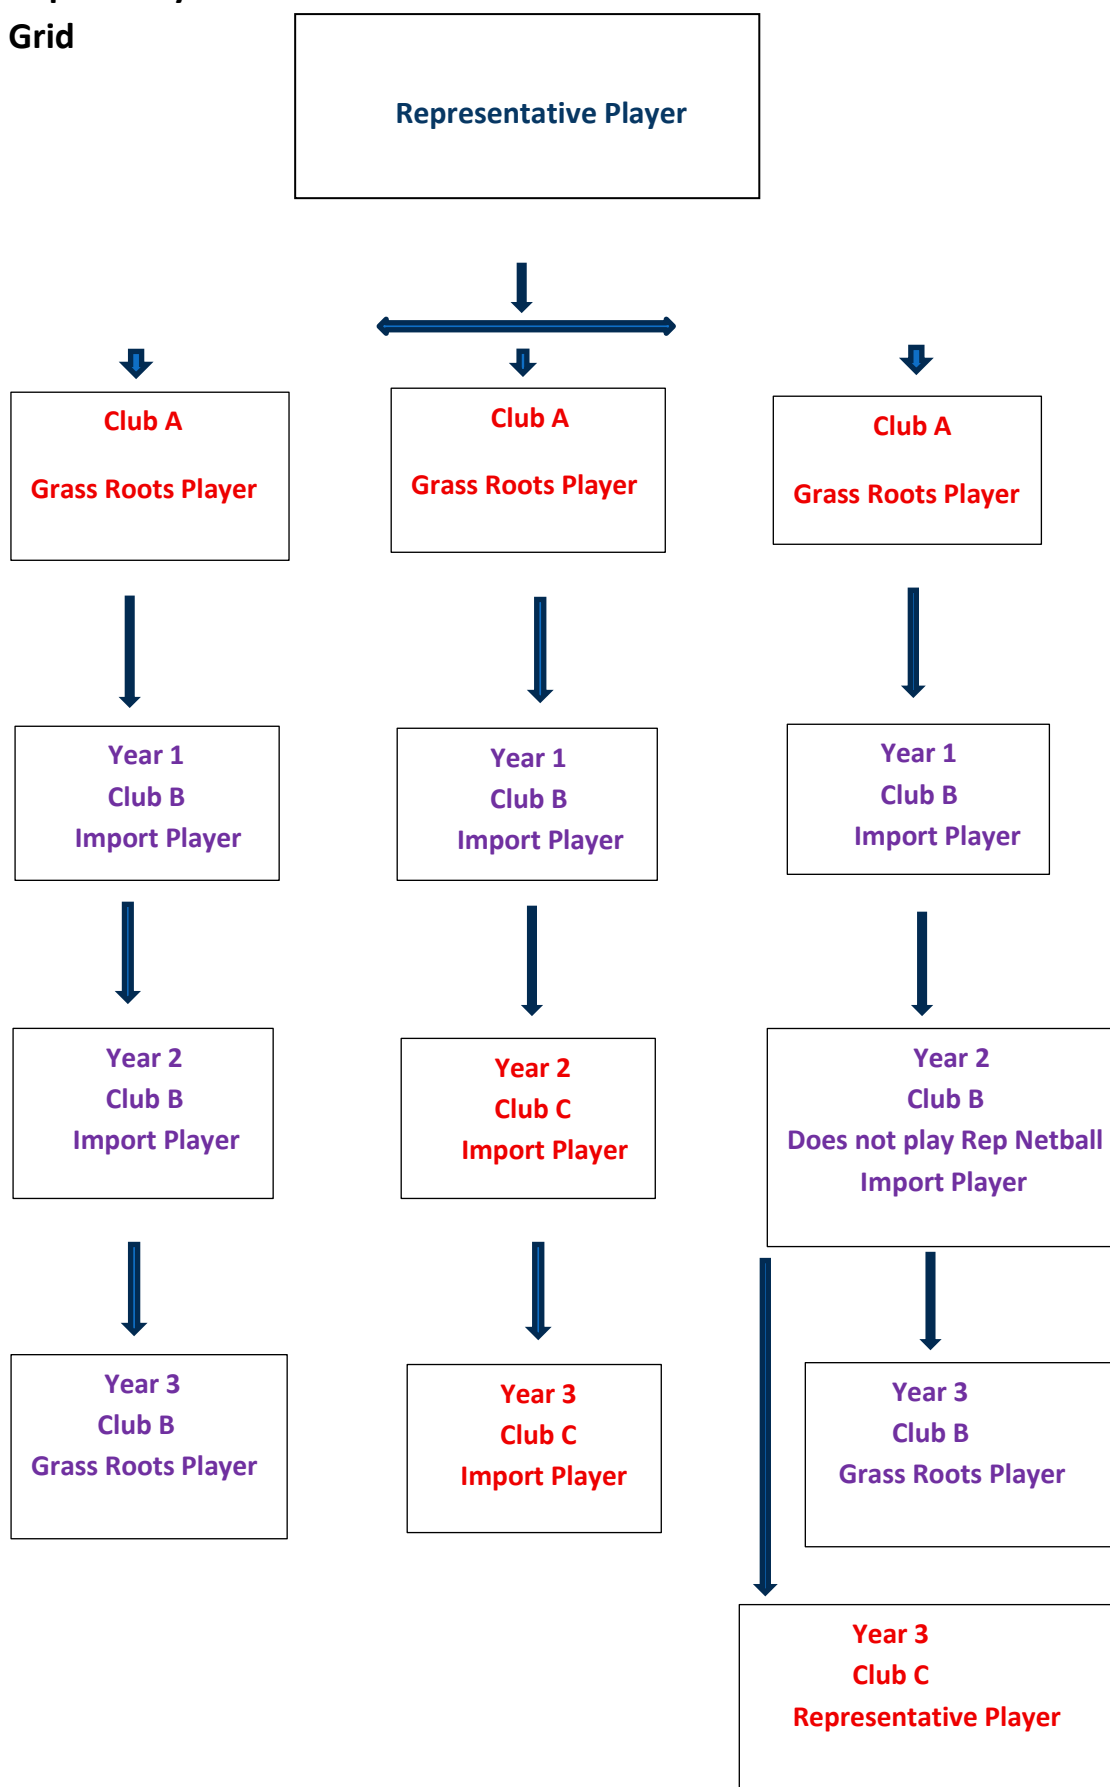 Grid
Representative Player
Club A
Grass Roots Player
Club A
Grass Roots Player
Club A
Grass Roots Player
Year 1
Club B
Import Player
Year 1
Club B
Import Player
Year 1
Club B
Import Player
Year 2
Club B
Import Player
Year 2
Club C
Import Player
Year 2
Club B
Does not play Rep Netball
Import Player
Year 3
Club B
Grass Roots Player
Year 3
Club C
Import Player
Year 3
Club B
Grass Roots Player
Year 3
Club C
Representative Player